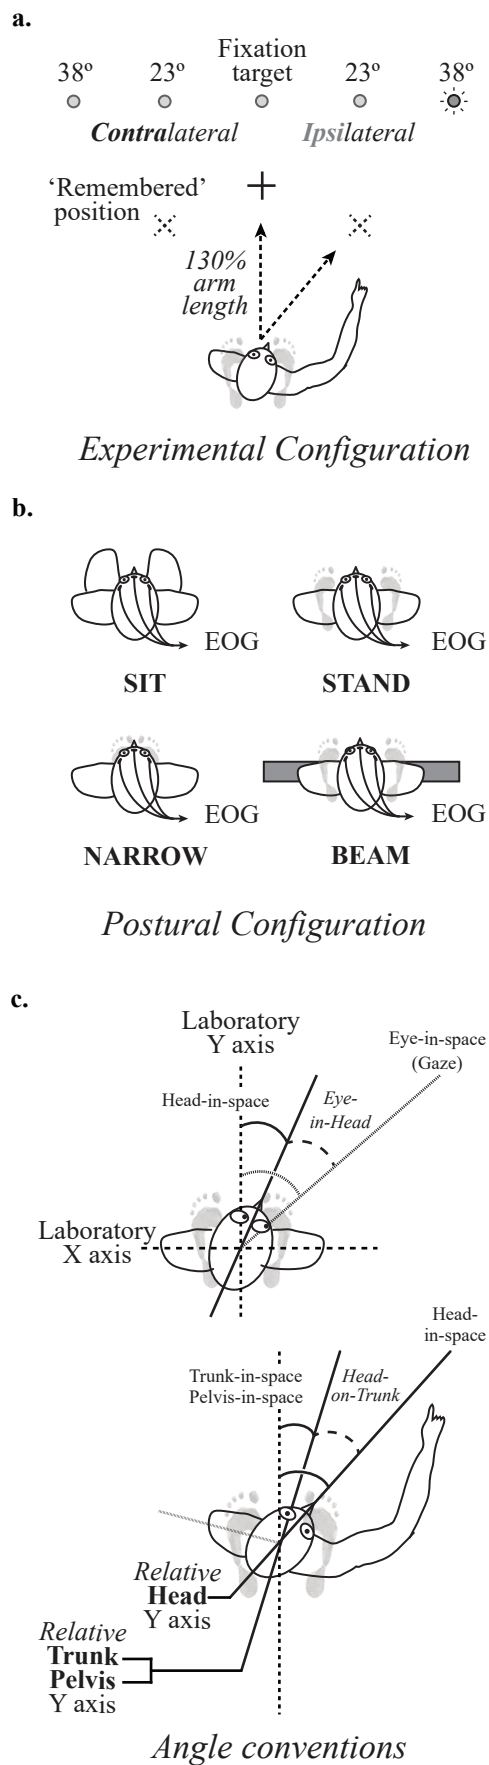 a.
Fixation
target
38º 23º 23º 38º
Contralateral Ipsilateral
‘Remembered’
position
130%
arm
length
Experimental Configuration
b.
EOG EOG
SIT STAND
EOG EOG
NARROW BEAM
Postural Configuration
c.
Laboratory
Y axis
Eye-in-space
(Gaze)
Head-in-space
Eye-
in-Head
Laboratory
X axis
Head-
in-space
Trunk-in-space
Pelvis-in-space
Head-
on-Trunk
Relative
Head
Y axis
Relative
Trunk
Pelvis
Y axis
Angle conventions